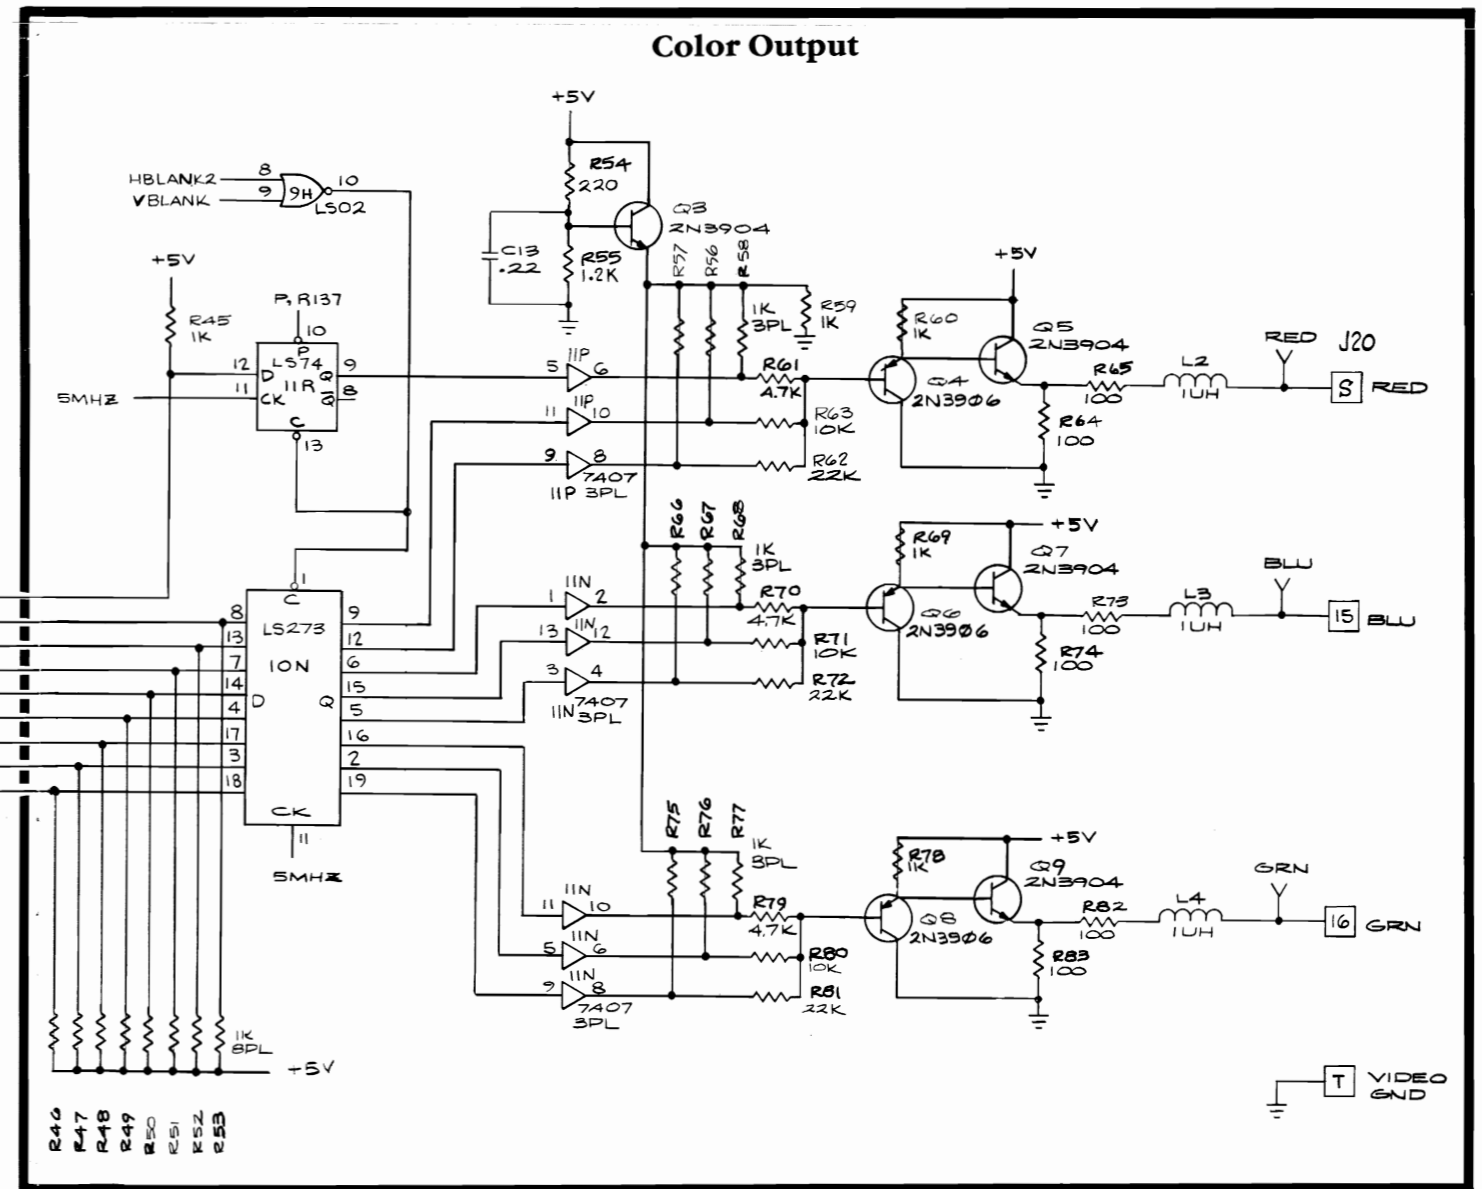 Color Output
+5V
HBLANK2
8
9
VBLANK
9H
10
LS02
R54
220
Q3
2N3904
C13
.22
R55
1.2K
R57
R56
R58
1K
3PL
R59
1K
+5V
R45
1K
P, R137
10
P
LS74
12
D
Q
9
11R
5MHZ
11
CK
Q
8
C
13
11P
5
6
11P
11
10
9
8
7407
11P 3PL
R61
4.7K
R63
10K
R62
22K
+5V
R60
1K
Q5
2N3904
Q4
2N3906
R65
100
R64
100
L2
1UH
RED
J20
S
RED
R66
R67
R68
1K
3PL
11N
1
2
11N
13
12
3
4
7407
11N 3PL
R70
4.7K
R71
10K
R72
22K
+5V
R69
1K
Q7
2N3904
Q6
2N3906
R73
100
R74
100
L3
1UH
BLU
15
BLU
1
C
LS273
10N
D
Q
CK
8
13
7
14
4
17
3
18
9
12
6
15
5
16
2
19
11
5MHZ
R75
R76
R77
1K
3PL
11N
11
10
11N
5
6
11N
9
8
7407
3PL
R79
4.7K
R80
10K
R81
22K
+5V
R78
1K
Q9
2N3904
Q8
2N3906
R82
100
R83
100
L4
1UH
GRN
16
GRN
1K
8PL
+5V
R46
R47
R48
R49
R50
R51
R52
R53
T
VIDEO
GND